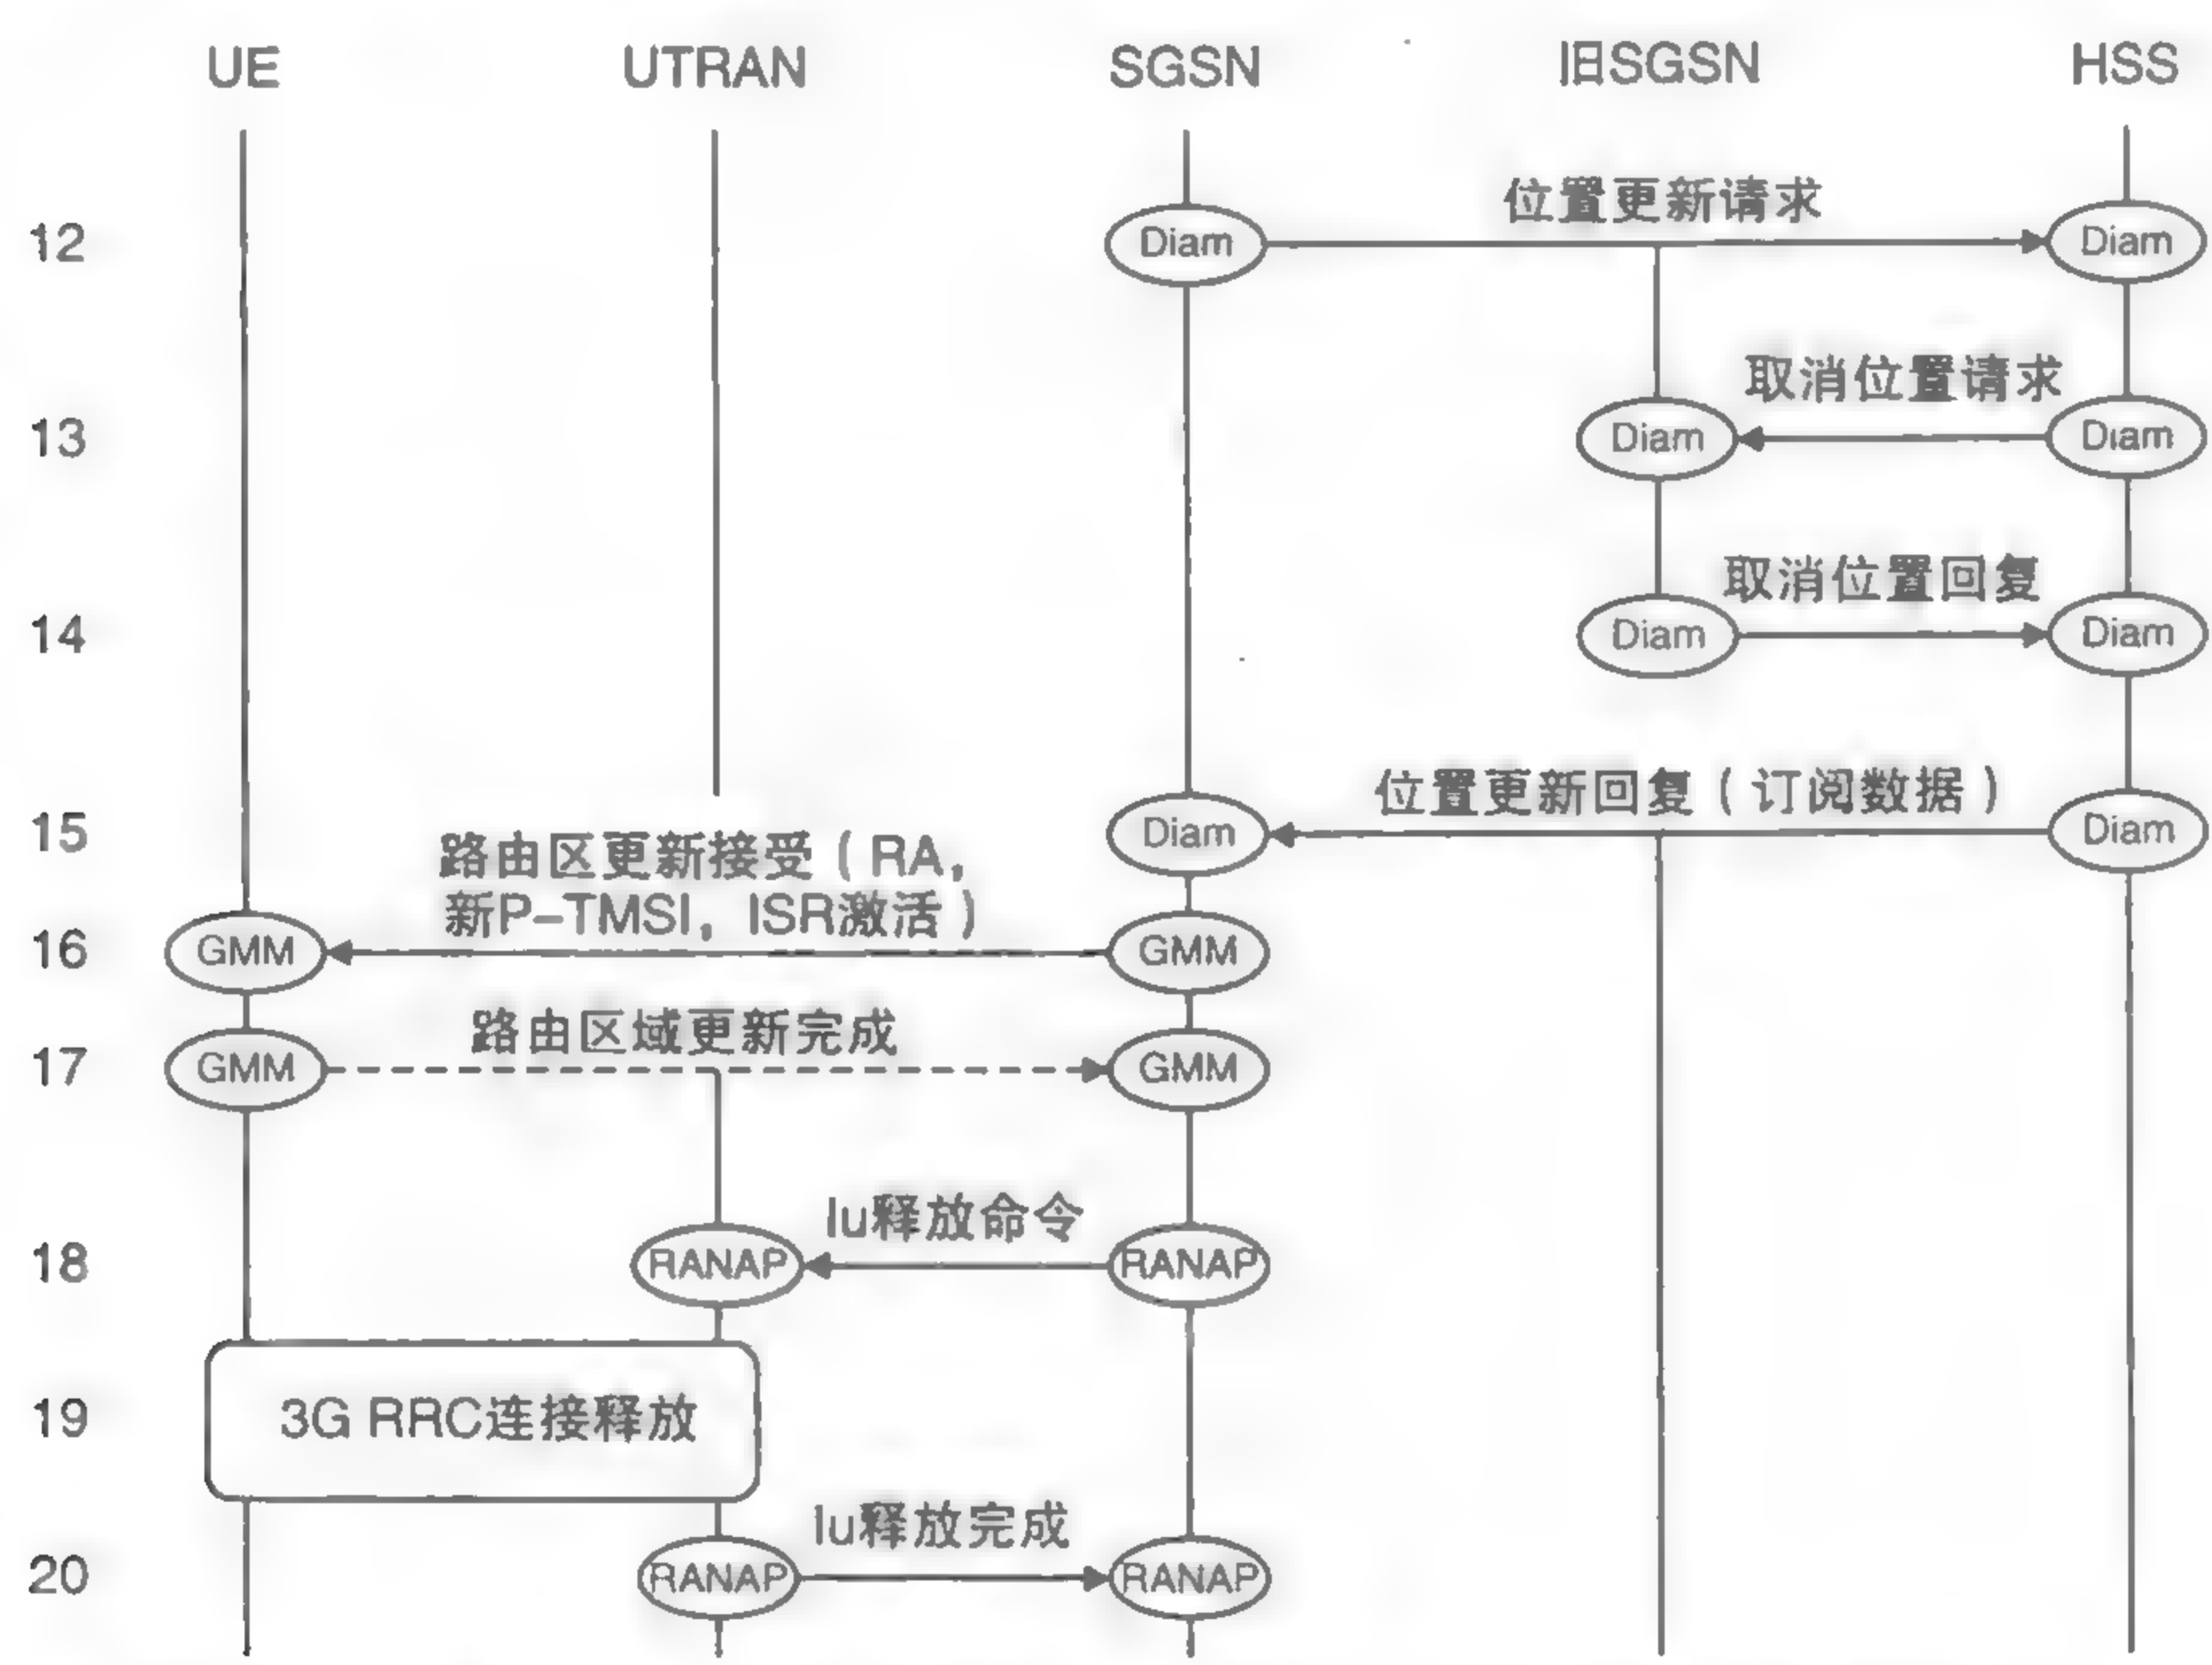 UE UTRAN SGSN 旧SGSN HSS
位置更新请求
12 Diam Diam
取消位置请求
13 Diam Diam
取消位置回复
14 Diam Diam
位置更新回复（订阅数据）
15 Diam Diam
路由区更新接受（RA，
新P-TMSI，ISR激活）
16 GMM GMM
路由区域更新完成
17 GMM GMM
Iu释放命令
18 RANAP RANAP
19 3G RRC连接释放
Iu释放完成
20 RANAP RANAP